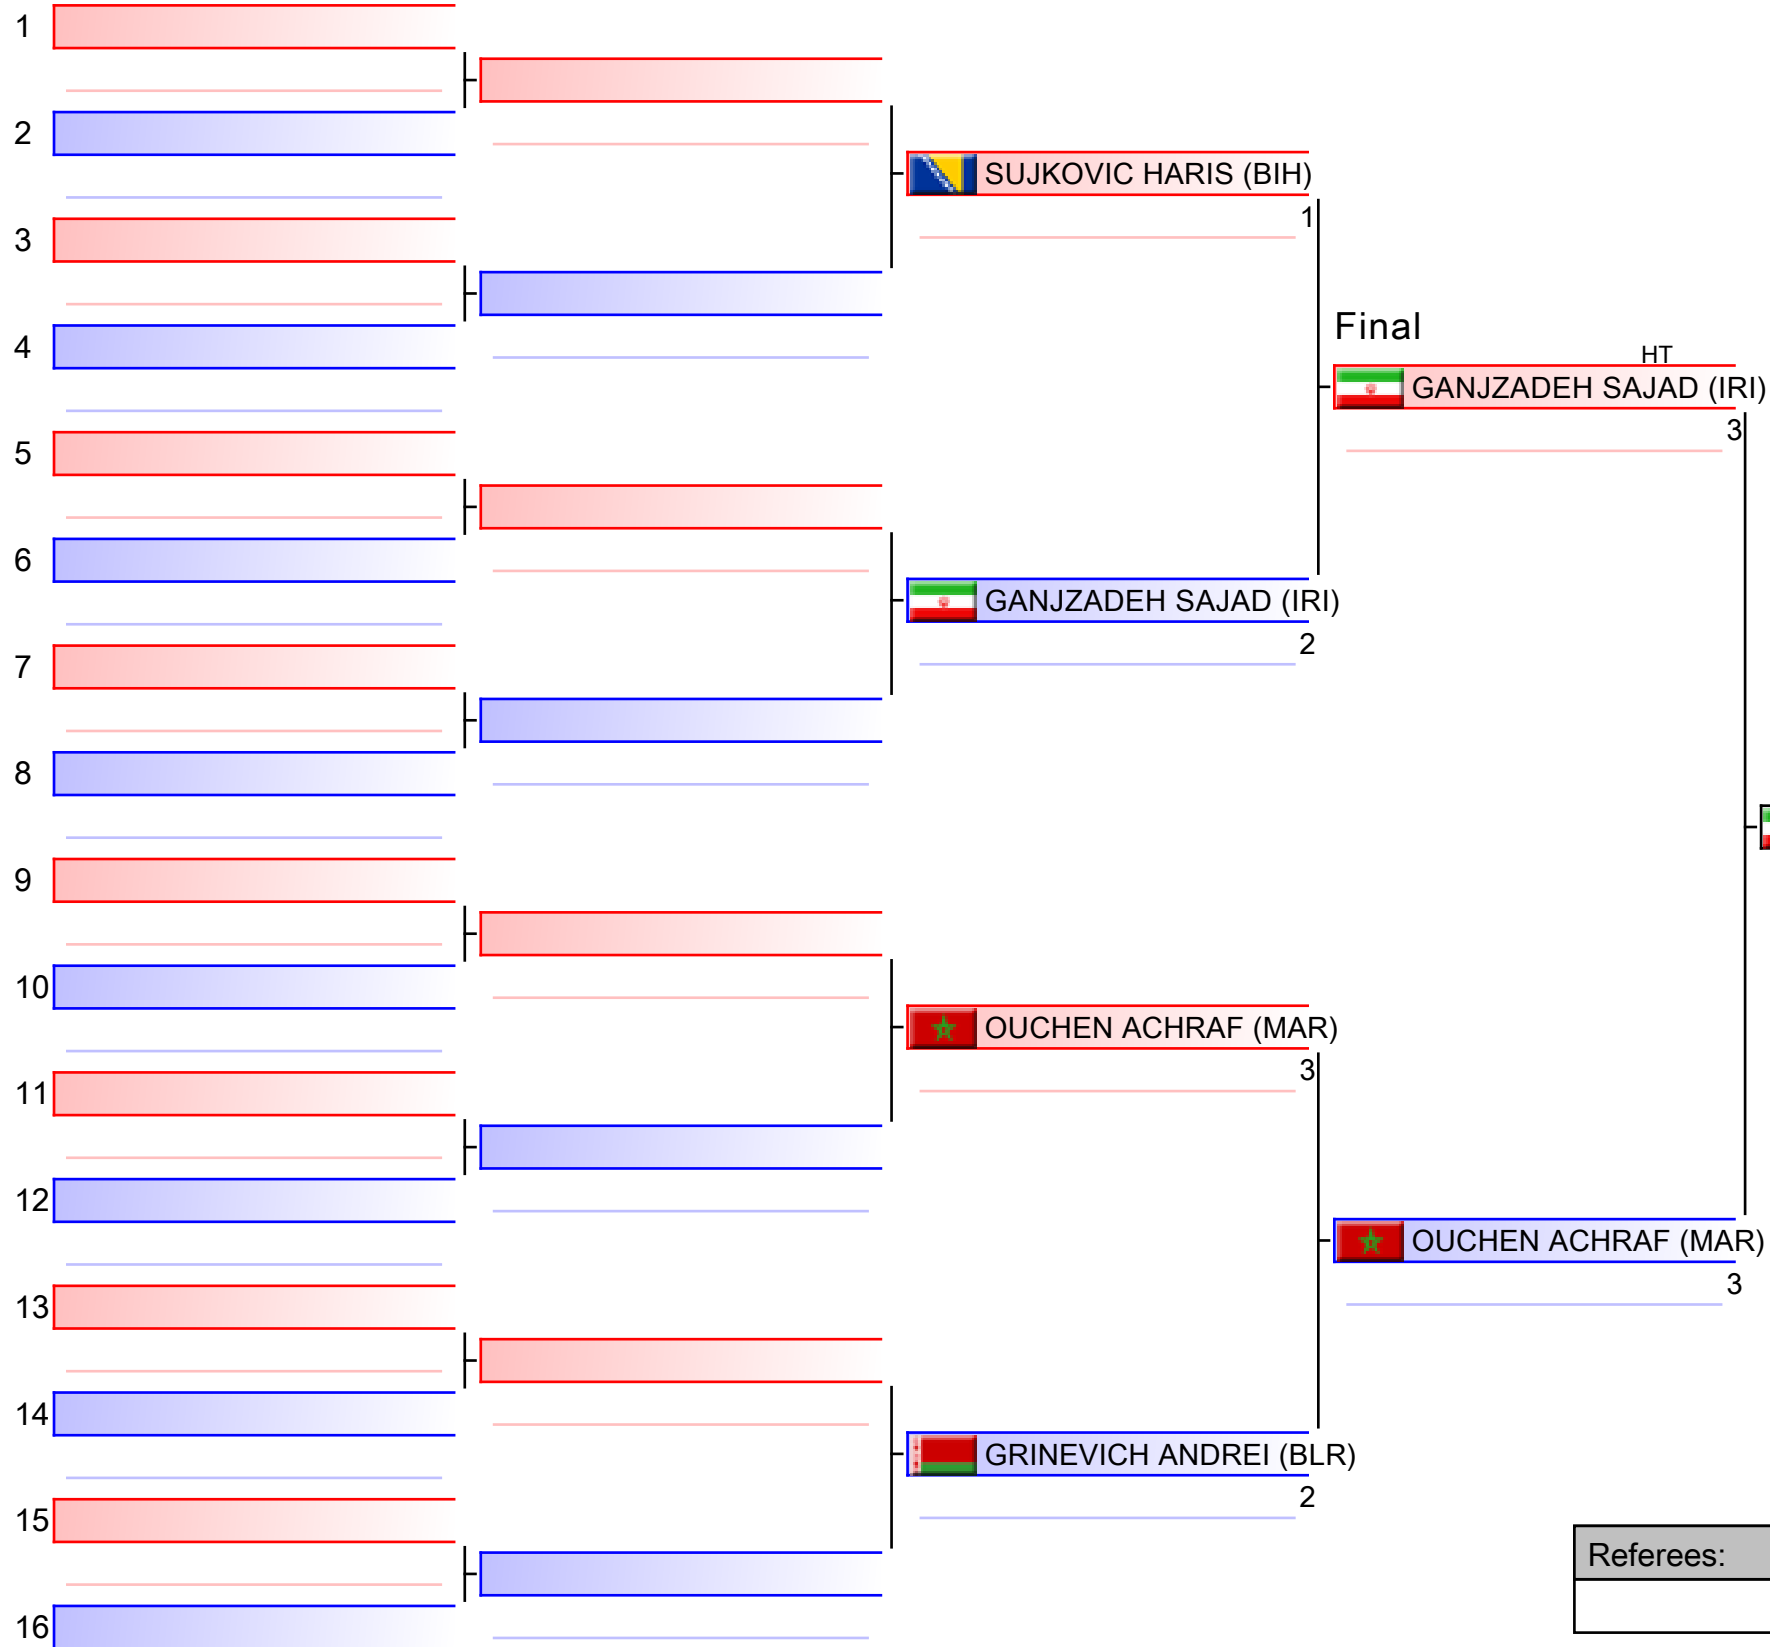 1
2
3
4
5
6
7
8
9
10
11
12
13
14
15
16
SUJKOVIC HARIS (BIH)
1
GANJZADEH SAJAD (IRI)
2
OUCHEN ACHRAF (MAR)
3
GRINEVICH ANDREI (BLR)
2
Final
HT
GANJZADEH SAJAD (IRI)
3
OUCHEN ACHRAF (MAR)
3
Referees: